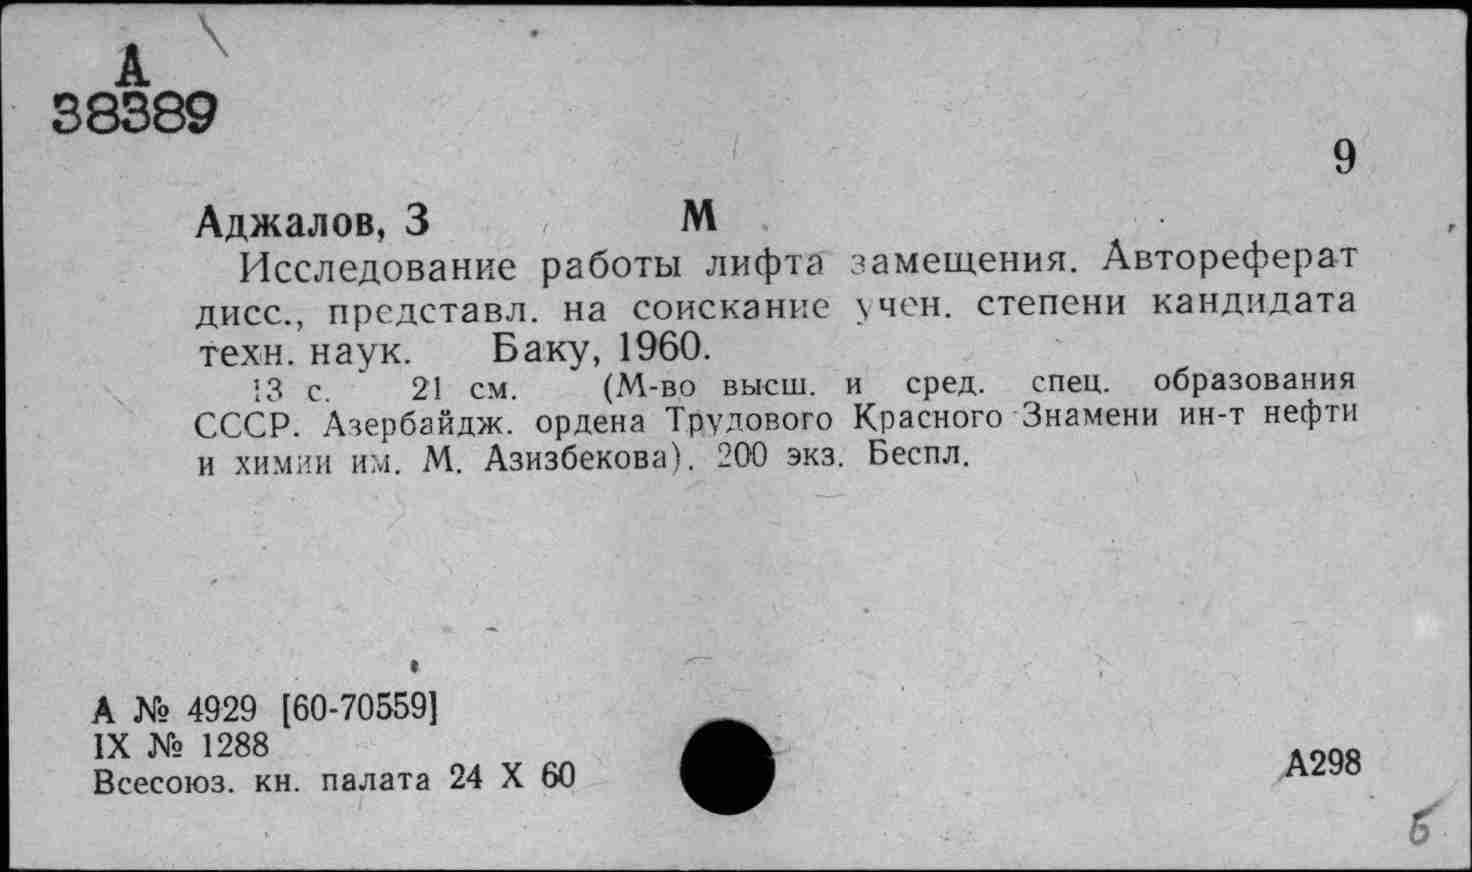 А
38389
9
Аджалов, З М
Исследование работы лифта замещения. Автореферат
дисс., представл. на соискание учен. степени кандидата
техн. наук. Баку, 1960.
13 с. 21 см. (М-во высш. и сред. спец. образования
СССР. Азербайдж. ордена Трудового Красного Знамени ин-т нефти
и химии им. М. Азизбекова). 200 экз. Беспл.
А № 4929 [60-70559]
IX № 1288
Всесоюз. кн. палата 24 X 60
А298
Б